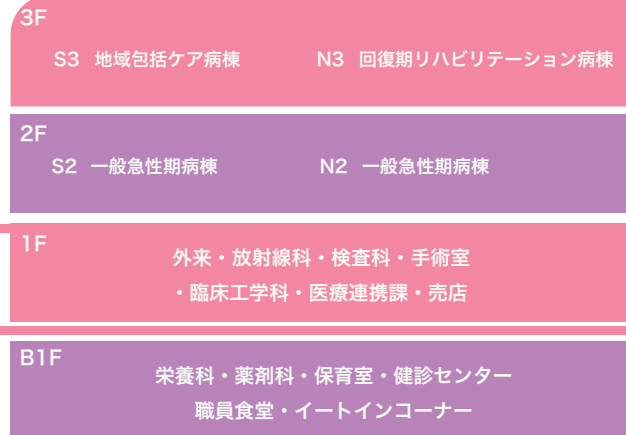 3F
S3 地域包括ケア病棟 N3 回復期リハビリテーション病棟
2F
S2 一般急性期病棟 N2 一般急性期病棟
1F
外来・放射線科・検査科・手術室
・臨床工学科・医療連携課・売店
B1F
栄養科・薬剤科・保育室・健診センター
職員食堂・イートインコーナー